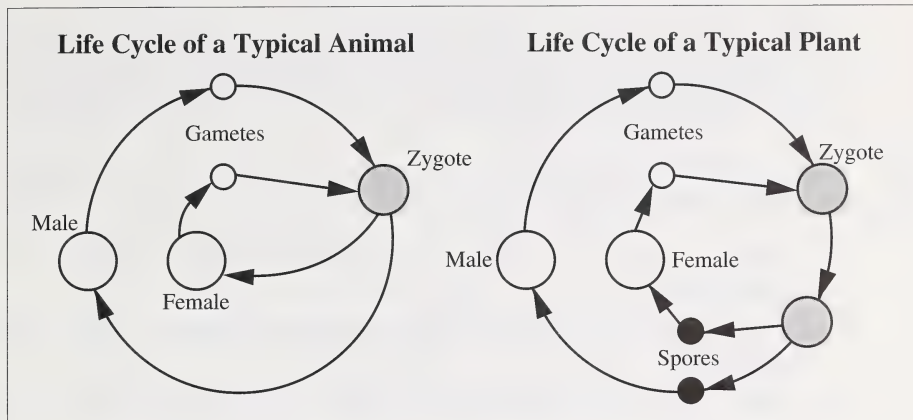 Life Cycle of a Typical Animal
Gametes
Zygote
Male
Female
Life Cycle of a Typical Plant
Gametes
Zygote
Male
Female
Spores